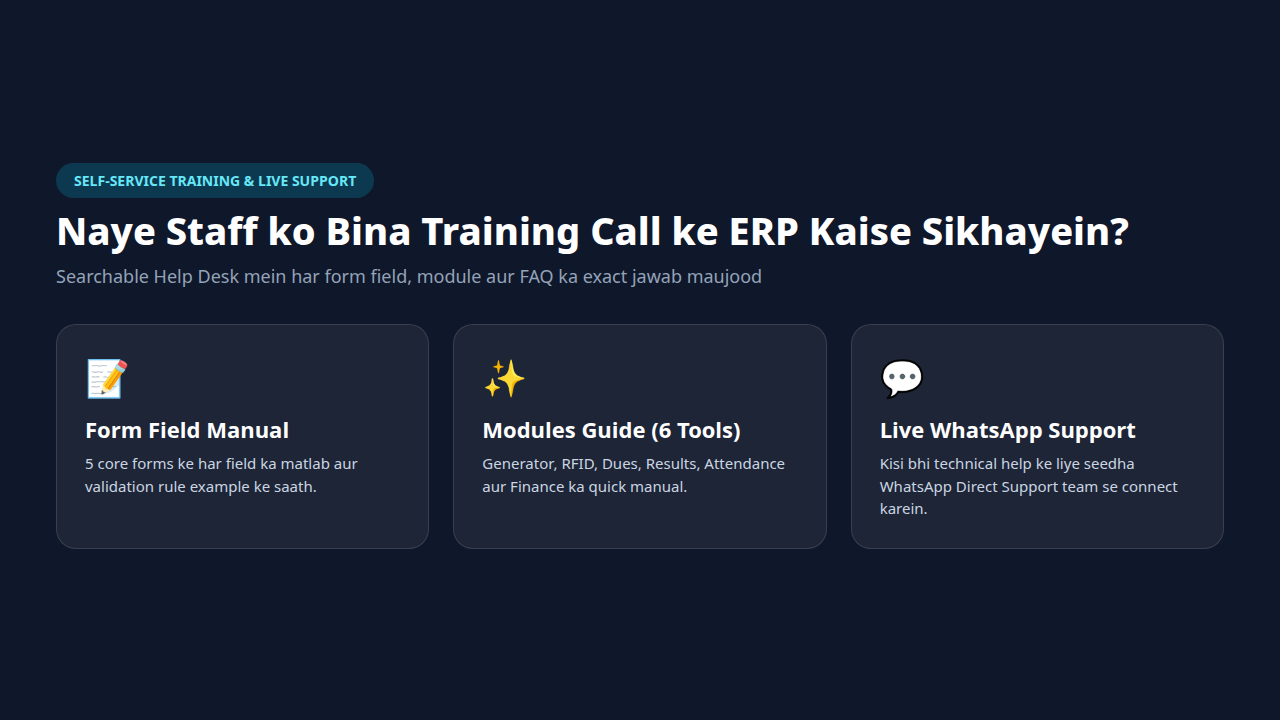 SELF-SERVICE TRAINING & LIVE SUPPORT
Naye Staff ko Bina Training Call ke ERP Kaise Sikhayein?
Searchable Help Desk mein har form field, module aur FAQ ka exact jawab maujood
Form Field Manual
5 core forms ke har field ka matlab aur
validation rule example ke saath.
Modules Guide (6 Tools)
Generator, RFID, Dues, Results, Attendance
aur Finance ka quick manual.
Live WhatsApp Support
Kisi bhi technical help ke liye seedha
WhatsApp Direct Support team se connect
karein.